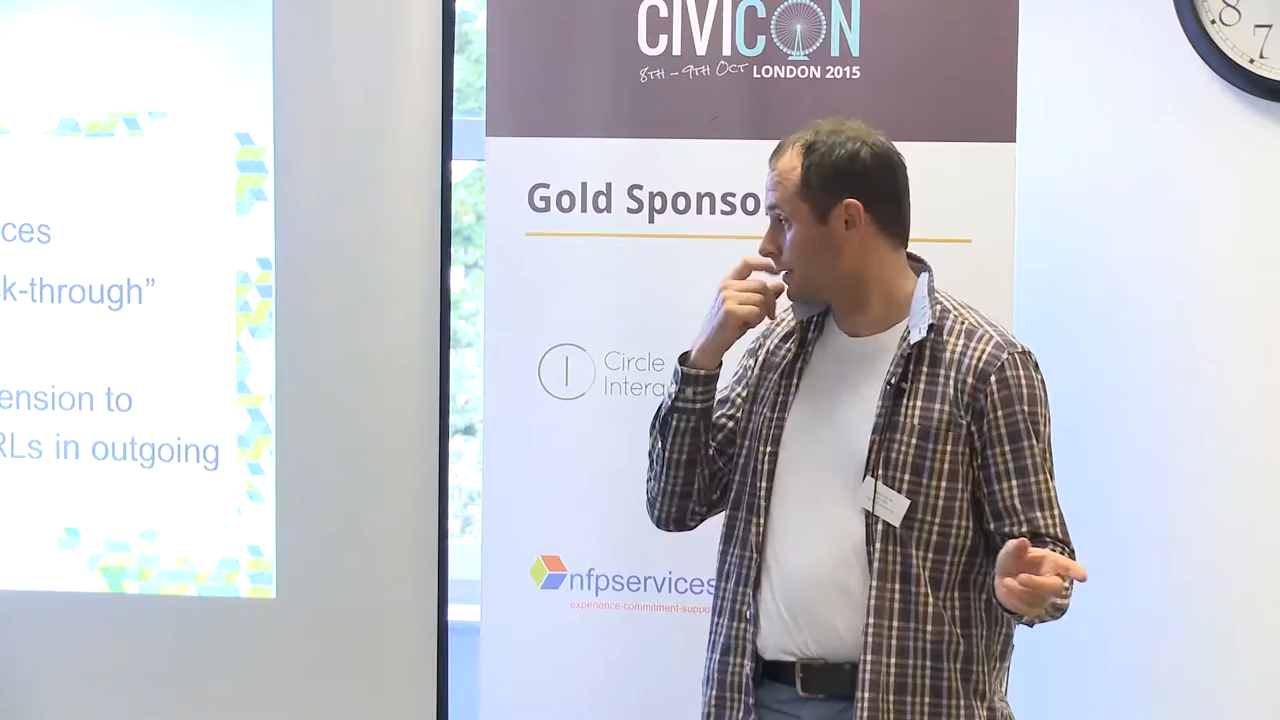 ces
k-through”
ension to
RLs in outgoing
CIVICON
8TH – 9TH OCT LONDON 2015
Gold Sponso
Circle
Intera
nfpservices
experience-commitment-suppo
8
7